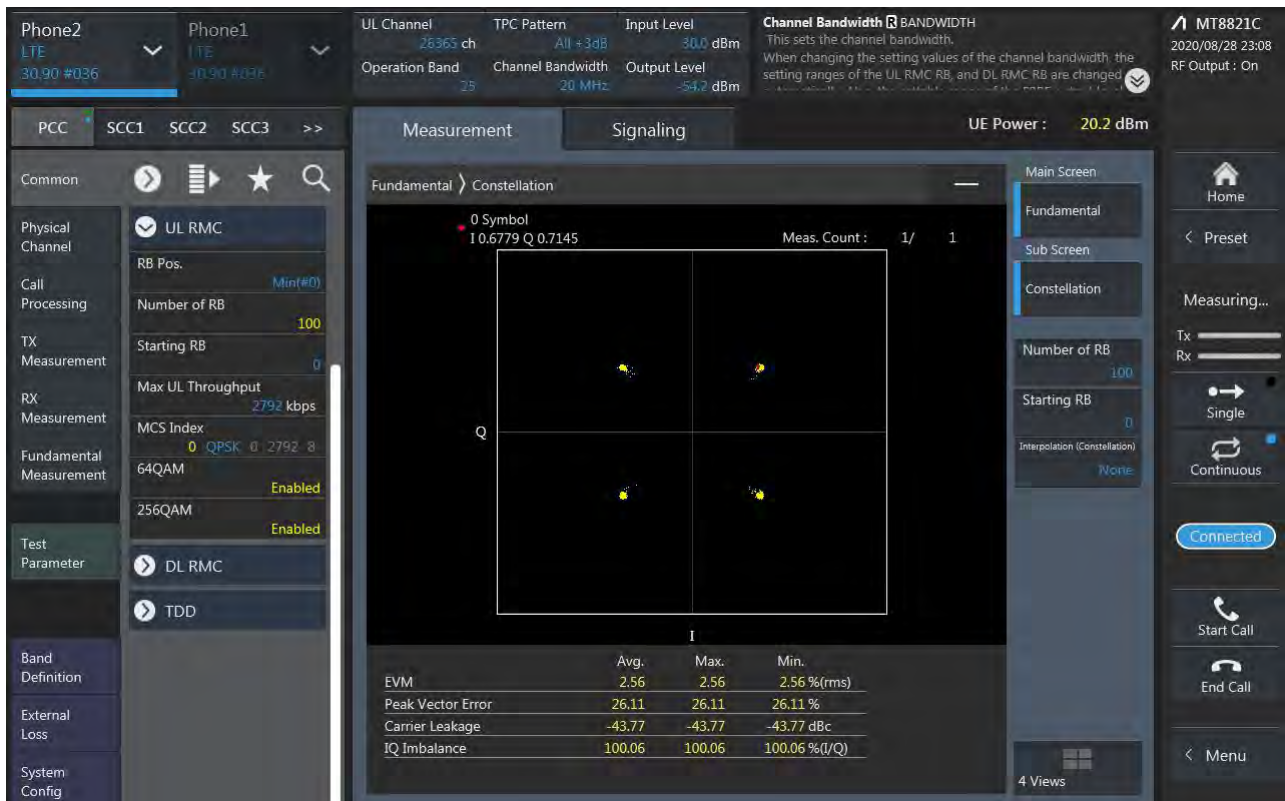 Phone2
LTE
30.90 #036
Phone1
LTE
30.90 #036
UL Channel
26365 ch
Operation Band
25
TPC Pattern
All +3dB
Channel Bandwidth
20 MHz
Input Level
30.0 dBm
Output Level
-54.2 dBm
Channel Bandwidth R BANDWIDTH
This sets the channel bandwidth.
When changing the setting values of the channel bandwidth, the
setting ranges of the UL RMC RB, and DL RMC RB are changed
MT8821C
2020/08/28 23:08
RF Output : On
PCC SCC1 SCC2 SCC3 >>
Measurement
Signaling
UE Power : 20.2 dBm
Common
Physical
Channel
Call
Processing
TX
Measurement
RX
Measurement
Fundamental
Measurement
Test
Parameter
Band
Definition
External
Loss
System
Config
UL RMC
RB Pos.
Min(#0)
Number of RB
100
Starting RB
0
Max UL Throughput
2792 kbps
MCS Index
0 QPSK 0 2792 8
64QAM
Enabled
256QAM
Enabled
DL RMC
TDD
Fundamental > Constellation
0 Symbol
I 0.6779 Q 0.7145
Meas. Count : 1/ 1
Q
I
Avg. Max. Min.
EVM 2.56 2.56 2.56 %(rms)
Peak Vector Error 26.11 26.11 26.11 %
Carrier Leakage -43.77 -43.77 -43.77 dBc
IQ Imbalance 100.06 100.06 100.06 %(I/Q)
Main Screen
Fundamental
Sub Screen
Constellation
Number of RB
100
Starting RB
0
Interpolation (Constellation)
None
4 Views
Home
< Preset
Measuring...
Tx
Rx
Single
Continuous
Connected
Start Call
End Call
< Menu